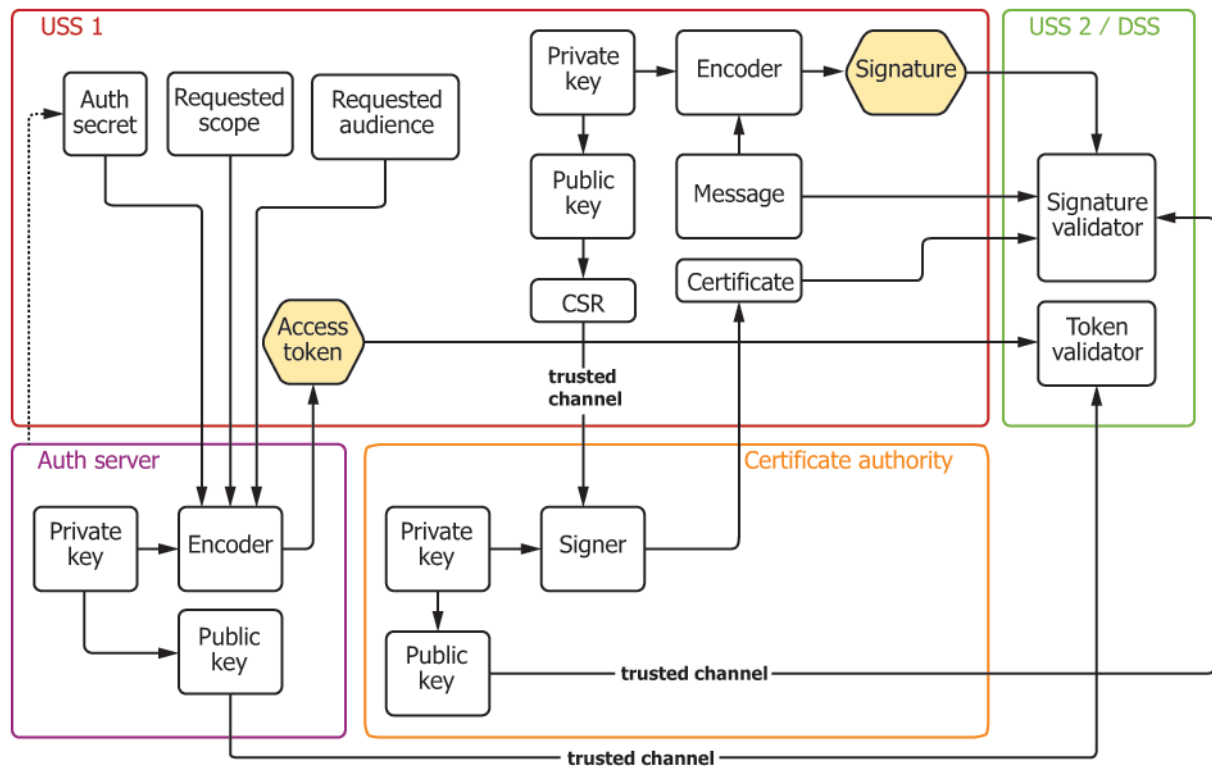 USS 1
USS 2 / DSS
Auth
secret
Requested
scope
Requested
audience
Private
key
Encoder
Signature
Public
key
Message
Signature
validator
CSR
Certificate
Access
token
Token
validator
trusted
channel
Auth server
Certificate authority
Private
key
Encoder
Public
key
Private
key
Signer
Public
key
trusted channel
trusted channel